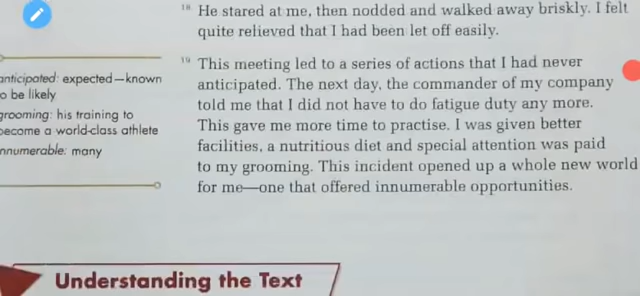 18 He stared at me, then nodded and walked away briskly. I felt
quite relieved that I had been let off easily.
19 This meeting led to a series of actions that I had never
anticipated. The next day, the commander of my company
told me that I did not have to do fatigue duty any more.
This gave me more time to practise. I was given better
facilities, a nutritious diet and special attention was paid
to my grooming. This incident opened up a whole new world
for me—one that offered innumerable opportunities.
anticipated: expected—known
o be likely
grooming: his training to
become a world-class athlete
nnumerable: many
Understanding the Text